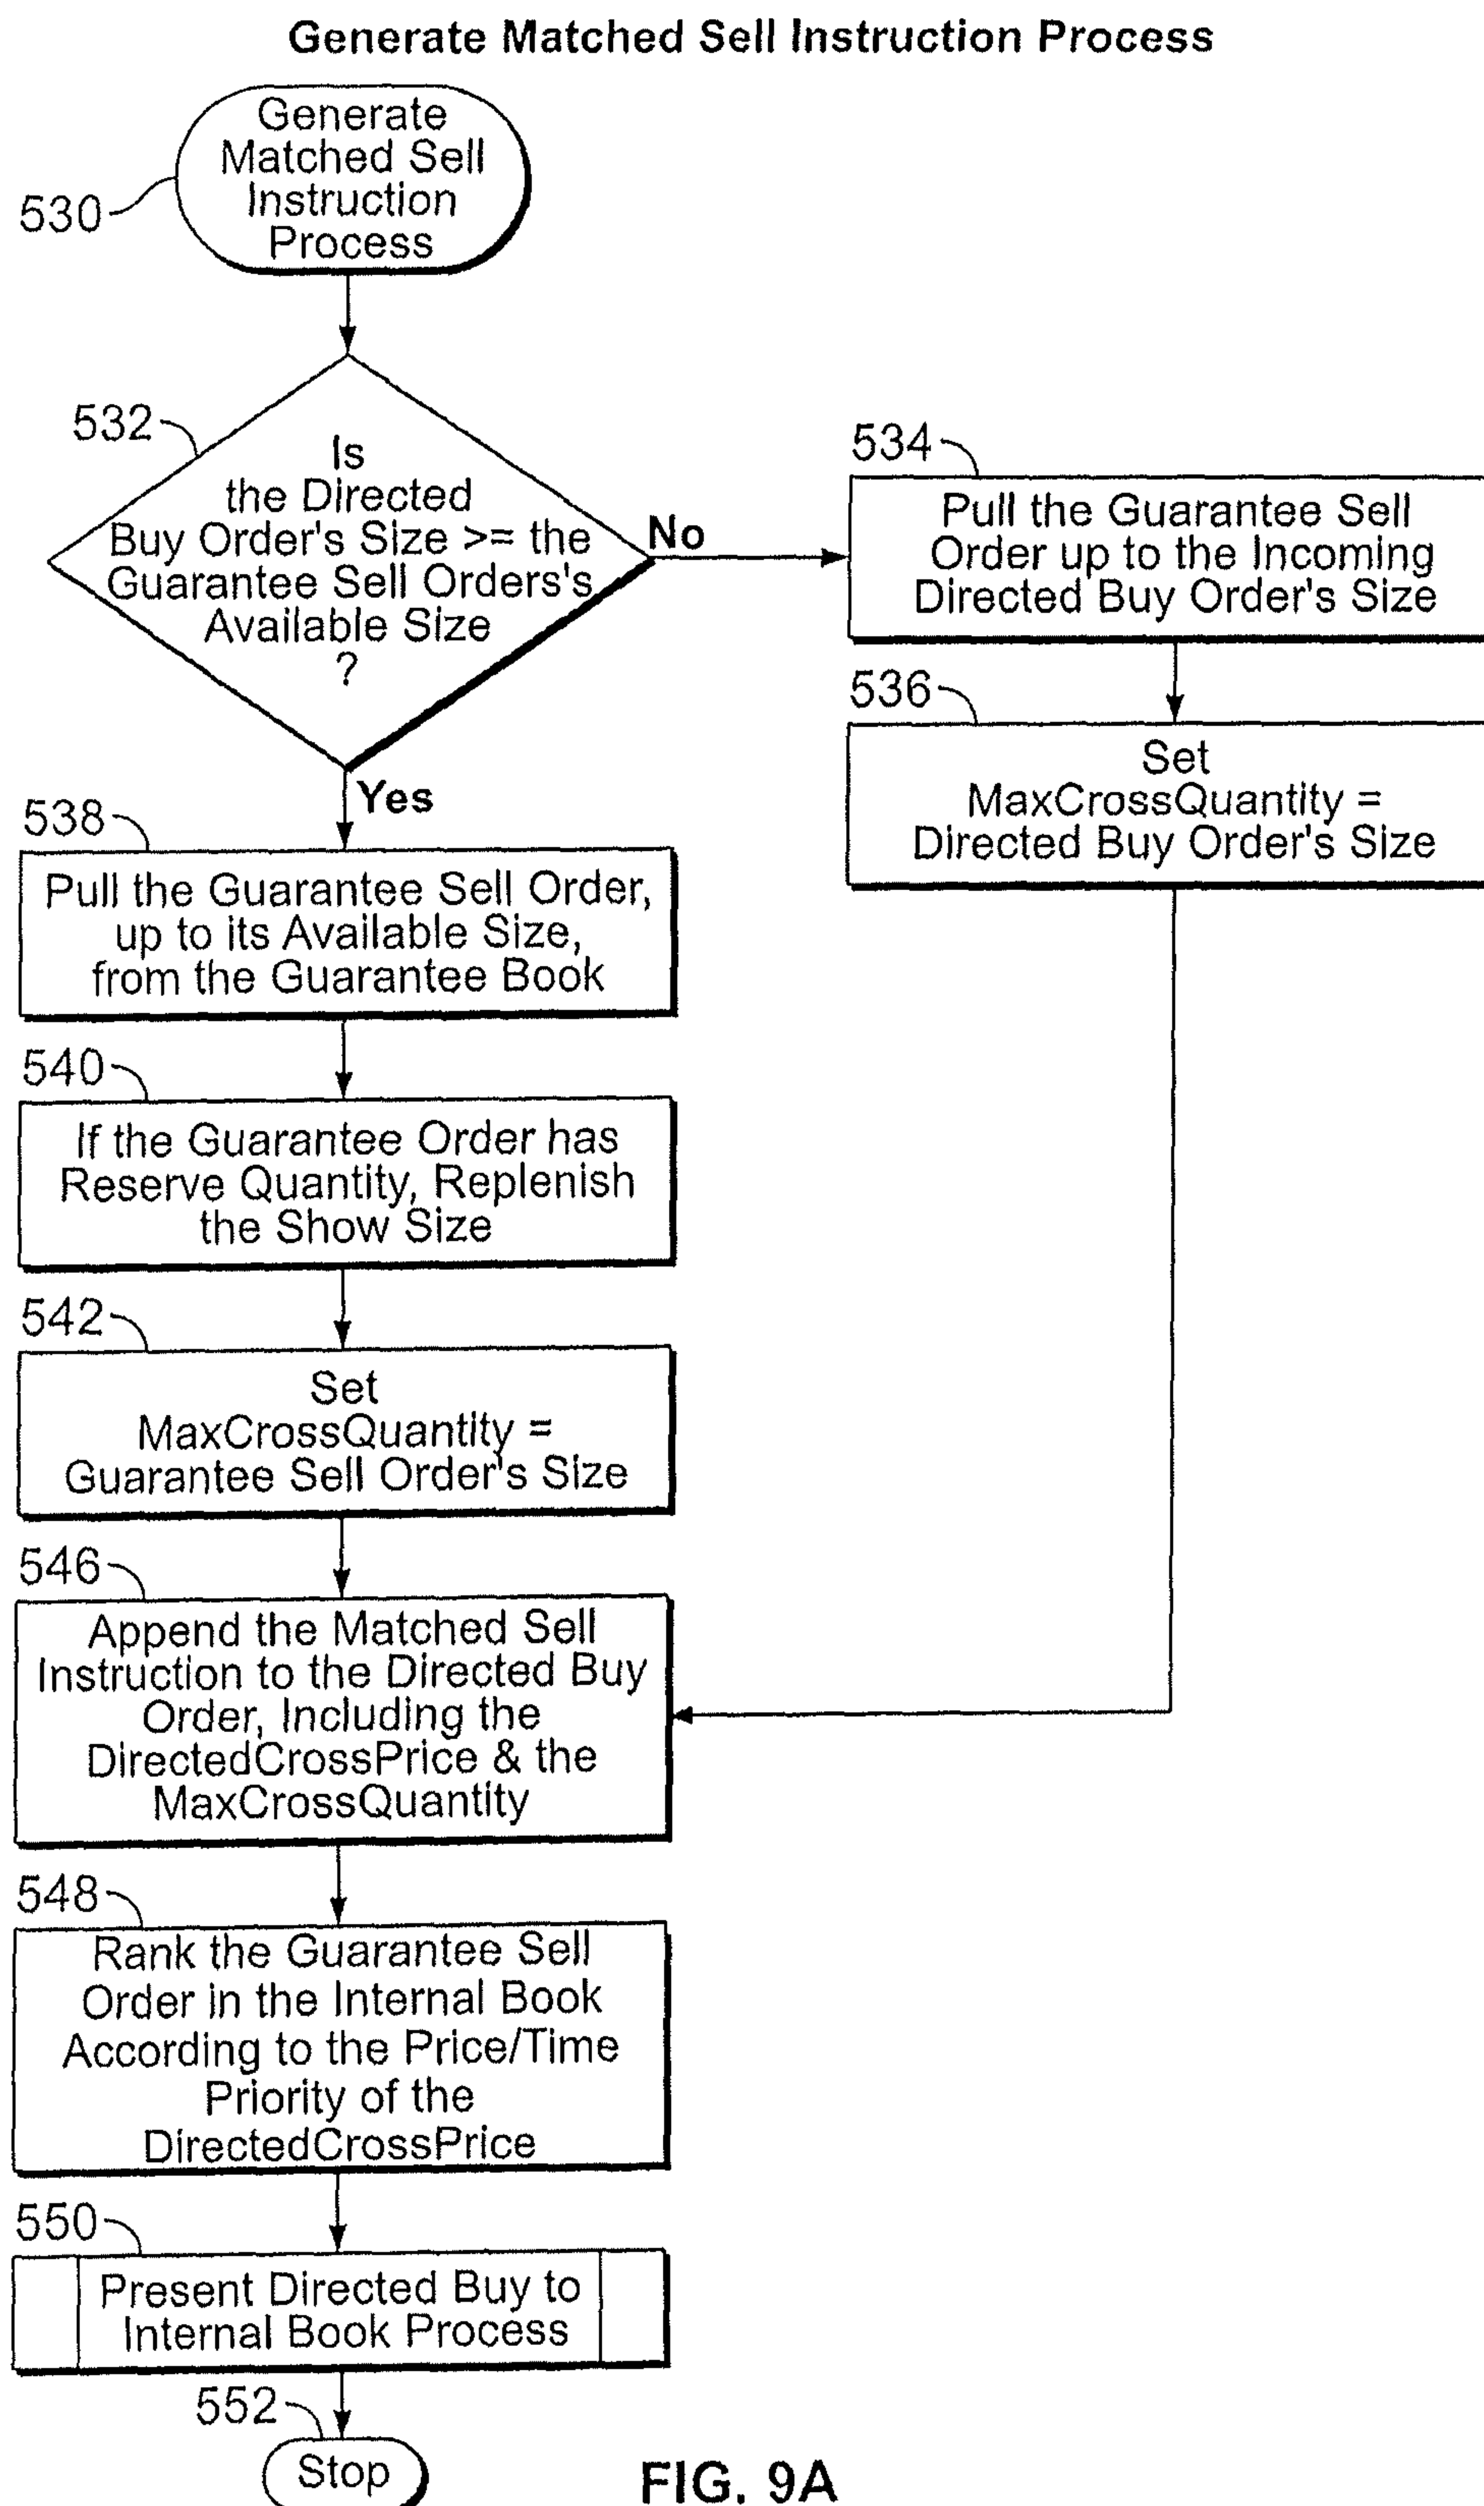 Generate Matched Sell Instruction Process
Generate
Matched Sell
Instruction
Process
530
532
Is
the Directed
Buy Order's Size >= the
Guarantee Sell Orders's
Available Size
?
No
534
Pull the Guarantee Sell
Order up to the Incoming
Directed Buy Order's Size
536
Set
MaxCrossQuantity =
Directed Buy Order's Size
Yes
538
Pull the Guarantee Sell Order,
up to its Available Size,
from the Guarantee Book
540
If the Guarantee Order has
Reserve Quantity, Replenish
the Show Size
542
Set
MaxCrossQuantity =
Guarantee Sell Order's Size
546
Append the Matched Sell
Instruction to the Directed Buy
Order, Including the
DirectedCrossPrice & the
MaxCrossQuantity
548
Rank the Guarantee Sell
Order in the Internal Book
According to the Price/Time
Priority of the
DirectedCrossPrice
550
Present Directed Buy to
Internal Book Process
552
Stop
FIG. 9A